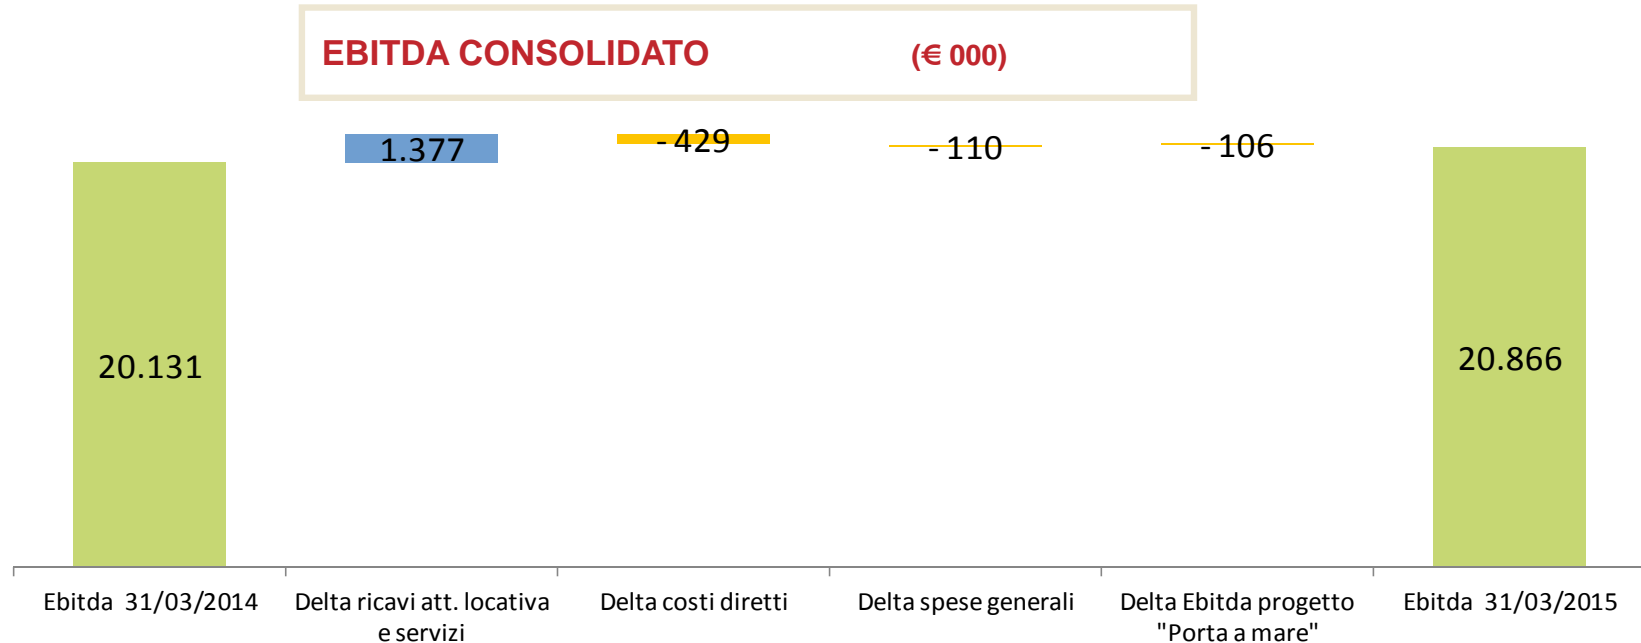 EBITDA CONSOLIDATO (€ 000)
1.377
- 429
- 110
- 106
20.131
20.866
Ebitda 31/03/2014
Delta ricavi att. locativa
e servizi
Delta costi diretti
Delta spese generali
Delta Ebitda progetto
"Porta a mare"
Ebitda 31/03/2015